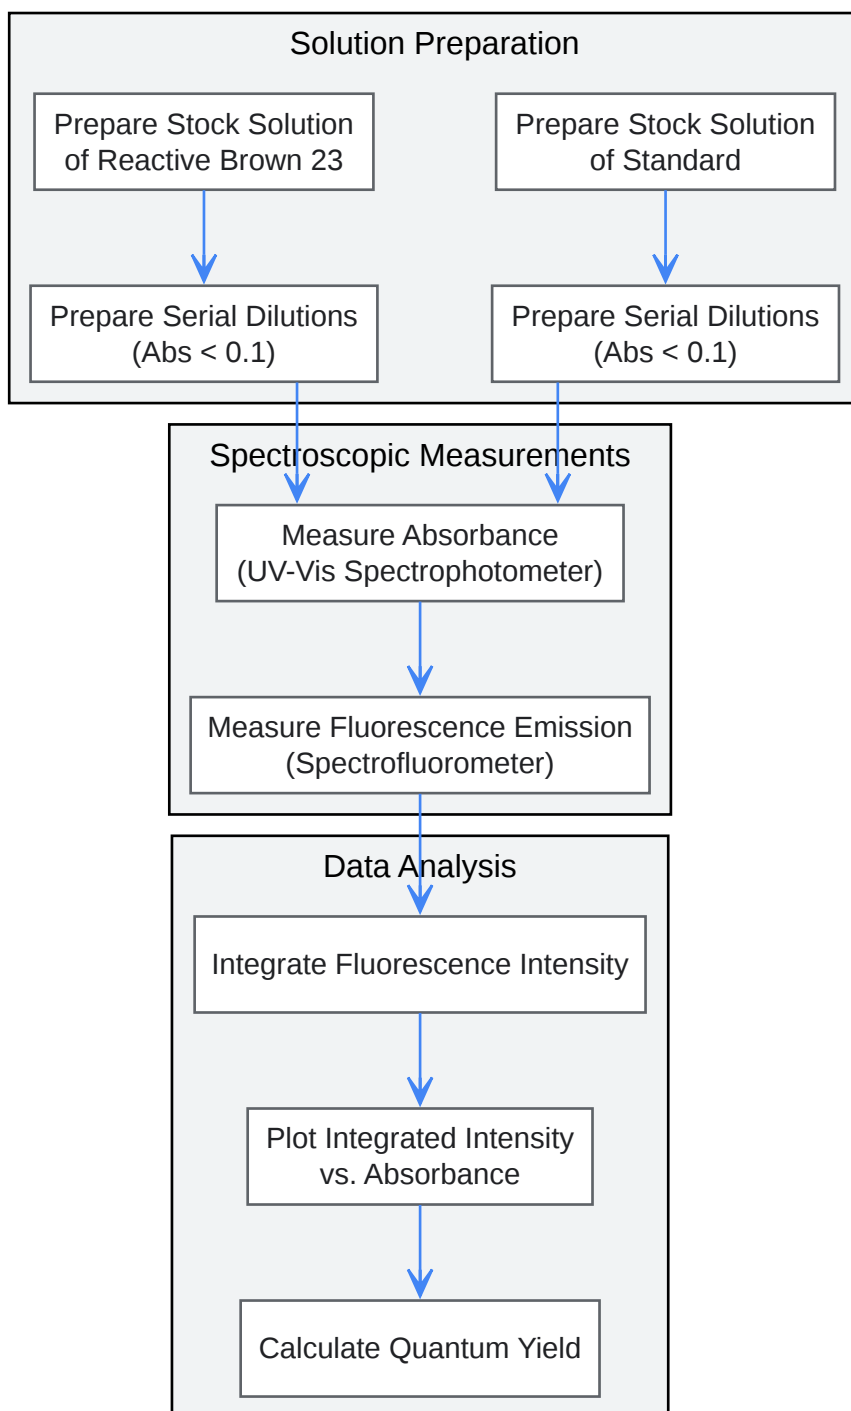 Solution Preparation
Prepare Stock Solution
of Reactive Brown 23
Prepare Stock Solution
of Standard
Prepare Serial Dilutions
(Abs < 0.1)
Prepare Serial Dilutions
(Abs < 0.1)
Spectroscopic Measurements
Measure Absorbance
(UV-Vis Spectrophotometer)
Measure Fluorescence Emission
(Spectrofluorometer)
Data Analysis
Integrate Fluorescence Intensity
Plot Integrated Intensity
vs. Absorbance
Calculate Quantum Yield